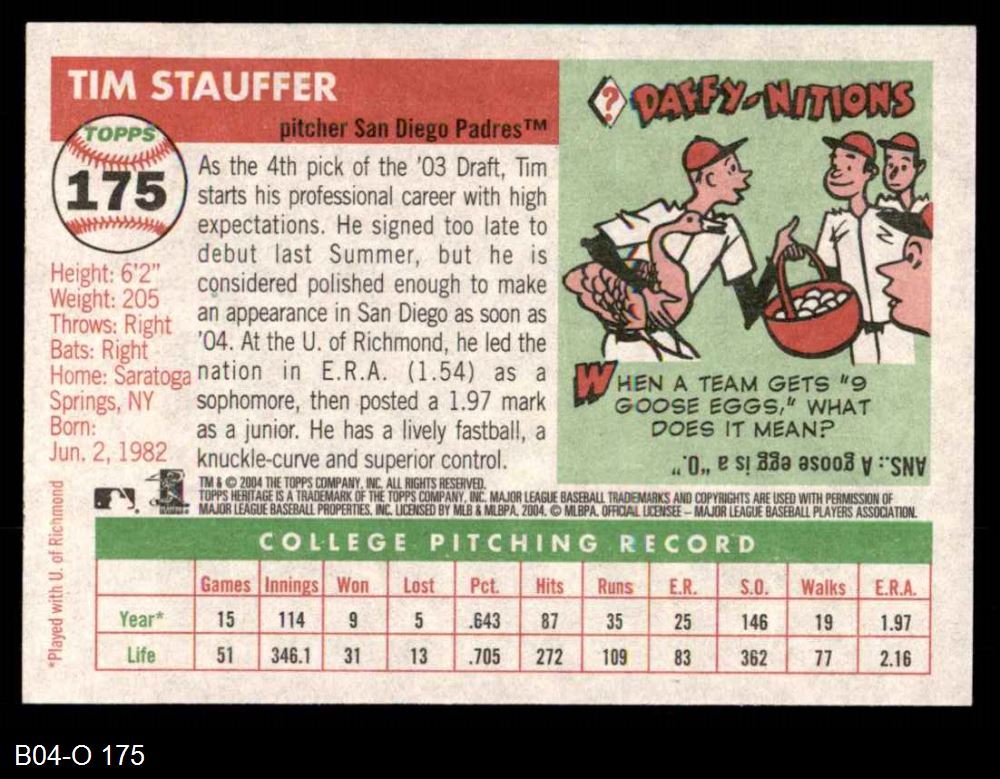 TIM STAUFFER
pitcher San Diego Padres™
TOPPS
175
Height: 6'2"
Weight: 205
Throws: Right
Bats: Right
Home: Saratoga
Springs, NY
Born:
Jun. 2, 1982
As the 4th pick of the '03 Draft, Tim
starts his professional career with high
expectations. He signed too late to
debut last Summer, but he is
considered polished enough to make
an appearance in San Diego as soon as
'04. At the U. of Richmond, he led the
nation in E.R.A. (1.54) as a
sophomore, then posted a 1.97 mark
as a junior. He has a lively fastball, a
knuckle-curve and superior control.
? DAFFY-NITIONS
WHEN A TEAM GETS "9
GOOSE EGGS," WHAT
DOES IT MEAN?
ANS.: A goose egg is a "0."
TM & © 2004 THE TOPPS COMPANY, INC. ALL RIGHTS RESERVED.
TOPPS HERITAGE IS A TRADEMARK OF THE TOPPS COMPANY, INC. MAJOR LEAGUE BASEBALL TRADEMARKS AND COPYRIGHTS ARE USED WITH PERMISSION OF
MAJOR LEAGUE BASEBALL PROPERTIES, INC. LICENSED BY MLB & MLBPA, 2004. © MLBPA. OFFICIAL LICENSEE – MAJOR LEAGUE BASEBALL PLAYERS ASSOCIATION.
*Played with U. of Richmond
COLLEGE PITCHING RECORD
Games Innings Won Lost Pct. Hits Runs E.R. S.O. Walks E.R.A.
Year* 15 114 9 5 .643 87 35 25 146 19 1.97
Life 51 346.1 31 13 .705 272 109 83 362 77 2.16
B04-O 175